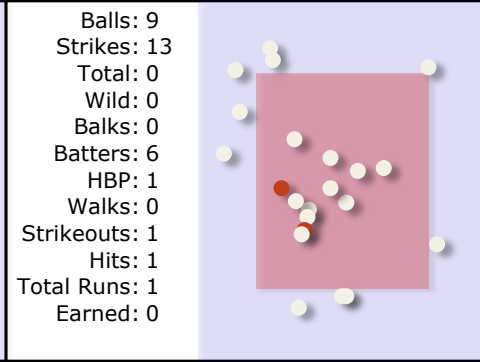 Balls: 9
Strikes: 13
Total: 0
Wild: 0
Balks: 0
Batters: 6
HBP: 1
Walks: 0
Strikeouts: 1
Hits: 1
Total Runs: 1
Earned: 0